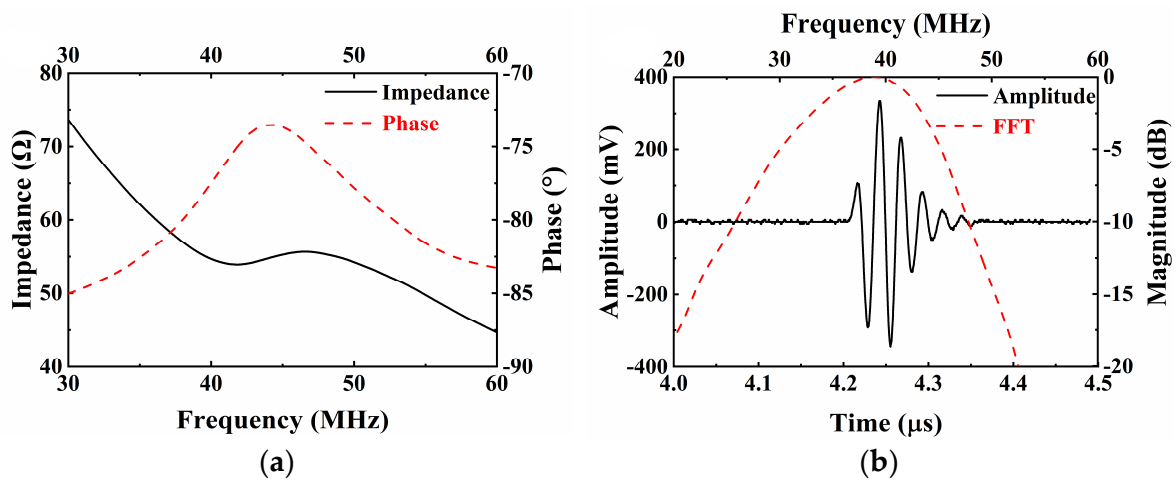 Frequency (MHz)
30 40 50 60
20 30 40 50 60
80 70 60 50 40
Impedance (Ω)
Impedance
Phase
-70 -75 -80 -85 -90
Phase (°)
30 40 50 60
Frequency (MHz)
(a)
400 200 0 -200 -400
Amplitude (mV)
Amplitude
FFT
0 -5 -10 -15 -20
Magnitude (dB)
4.0 4.1 4.2 4.3 4.4 4.5
Time (μs)
(b)